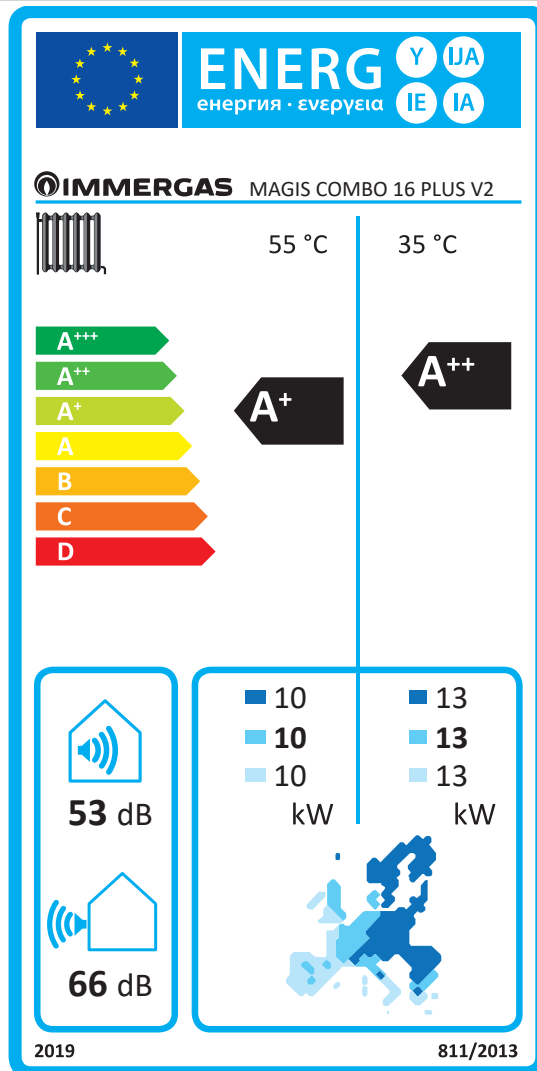 ENERG Y IJA
енергия · ενεργεια IE IA
IMMERGAS MAGIS COMBO 16 PLUS V2
55 °C 35 °C
A+++
A++
A+
A
B
C
D
A+
A++
10 13
10 13
10 13
kW kW
53 dB
66 dB
2019 811/2013